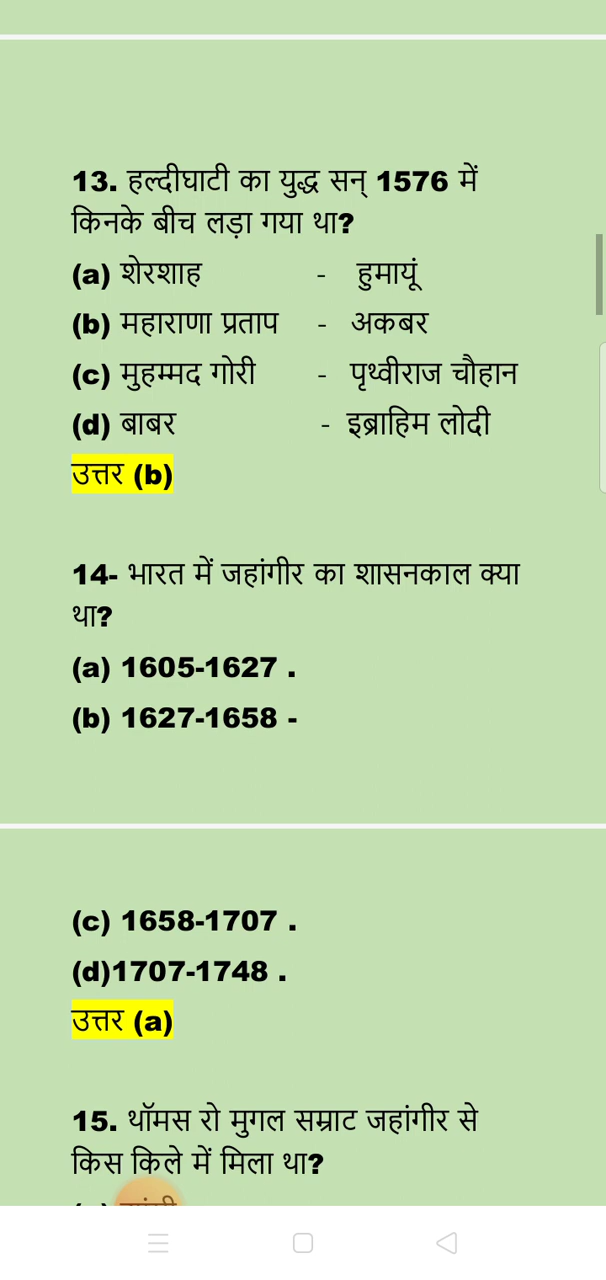 13. हल्दीघाटी का युद्ध सन् 1576 में
किनके बीच लड़ा गया था?
(a) शेरशाह - हुमायूं
(b) महाराणा प्रताप - अकबर
(c) मुहम्मद गोरी - पृथ्वीराज चौहान
(d) बाबर - इब्राहिम लोदी
उत्तर (b)
14- भारत में जहांगीर का शासनकाल क्या
था?
(a) 1605-1627 .
(b) 1627-1658 -
(c) 1658-1707 .
(d)1707-1748 .
उत्तर (a)
15. थॉमस रो मुगल सम्राट जहांगीर से
किस किले में मिला था?